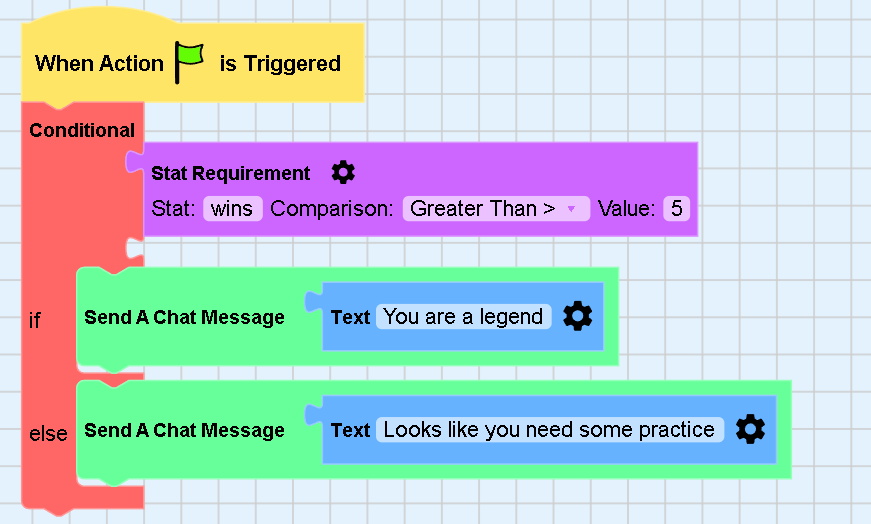 When Action is Triggered
Conditional
Stat Requirement
Stat: wins Comparison: Greater Than > Value: 5
if Send A Chat Message Text You are a legend
else Send A Chat Message Text Looks like you need some practice